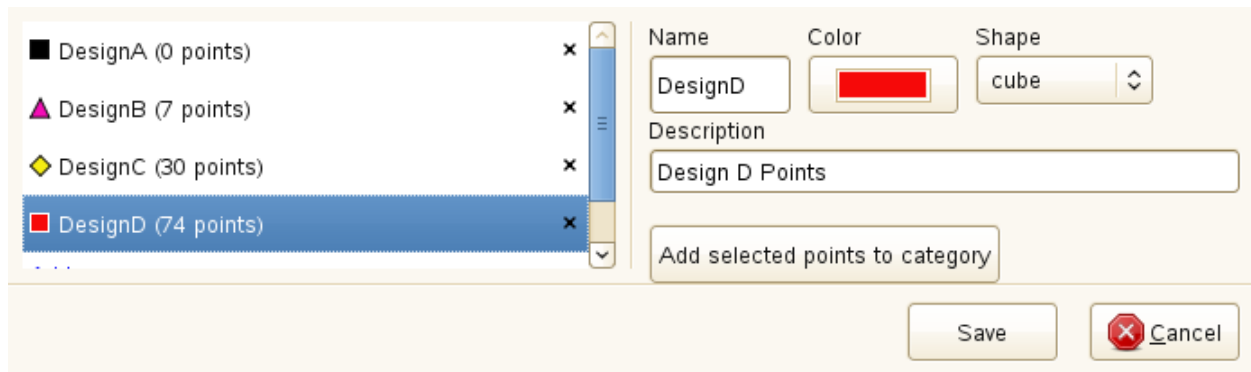 DesignA (0 points)
DesignB (7 points)
DesignC (30 points)
DesignD (74 points)
Name Color Shape
DesignD cube
Description
Design D Points
Add selected points to category
Save Cancel